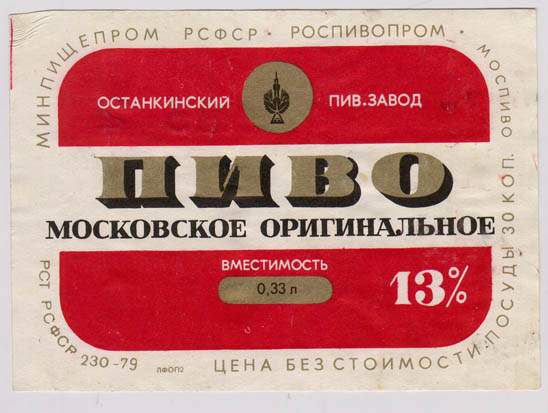 МИНПИЩЕПРОМ РСФСР · РОСПИВОПРОМ · МОСПИВО
ОСТАНКИНСКИЙ ПИВ.ЗАВОД
ПИВО
МОСКОВСКОЕ ОРИГИНАЛЬНОЕ
ВМЕСТИМОСТЬ
0,33 л
13%
РСТ РСФСР 230-79
ЛФОП2
ЦЕНА БЕЗ СТОИМОСТИ ПОСУДЫ 30 КОП.